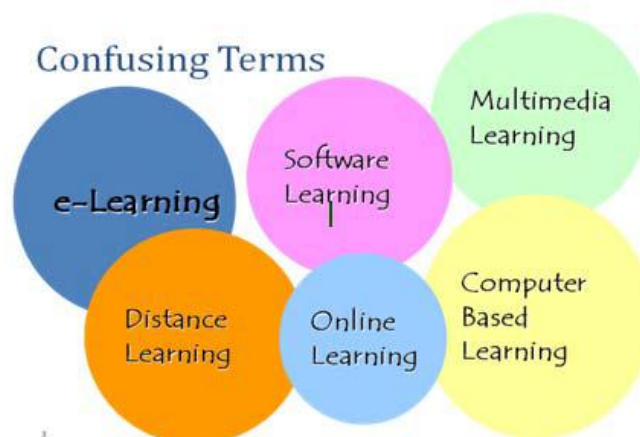 Confusing Terms
e-Learning
Software
Learning
Multimedia
Learning
Distance
Learning
Online
Learning
Computer
Based
Learning